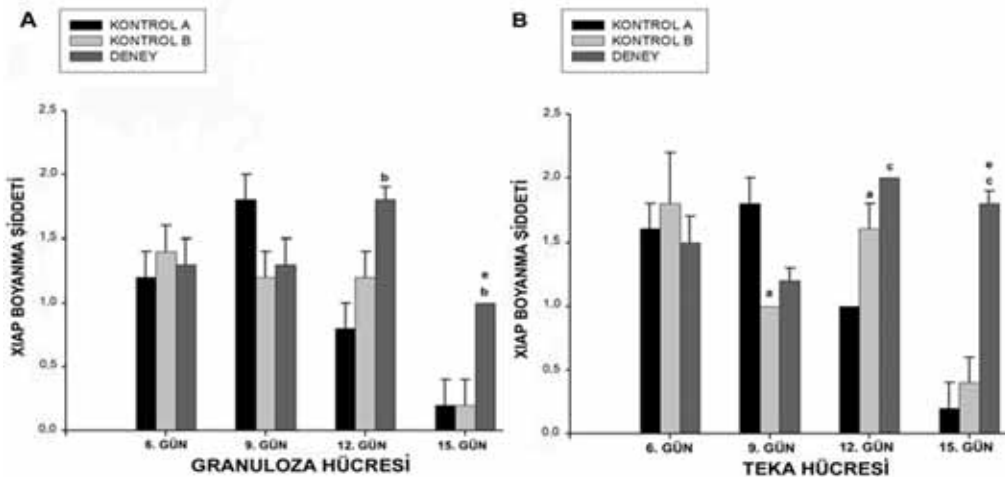 A
KONTROL A
KONTROL B
DENEY
XIAP BOYANMA ŞİDDETİ
2,5
2,0
1,5
1,0
0,5
0,0
b
e
b
6. GÜN
9. GÜN
12. GÜN
15. GÜN
GRANULOZA HÜCRESİ
B
KONTROL A
KONTROL B
DENEY
XIAP BOYANMA ŞİDDETİ
2,5
2,0
1,5
1,0
0,5
0,0
a
a
c
e
c
6. GÜN
9. GÜN
12. GÜN
15. GÜN
TEKA HÜCRESİ